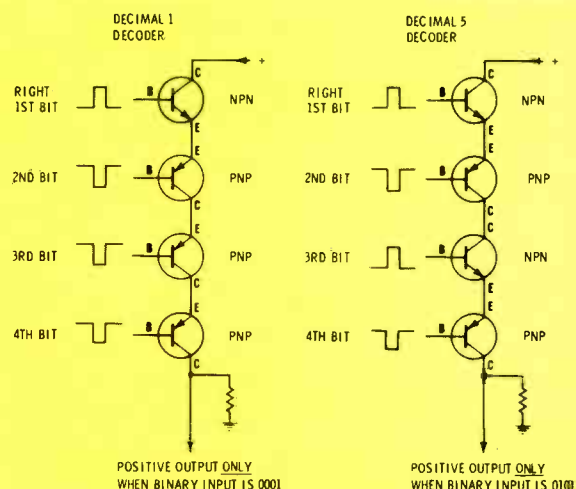 DECIMAL 1
DECODER
RIGHT
1ST BIT
B
C
E
NPN
2ND BIT
B
E
C
PNP
3RD BIT
B
E
C
PNP
4TH BIT
B
E
C
PNP
POSITIVE OUTPUT ONLY
WHEN BINARY INPUT IS 0001
DECIMAL 5
DECODER
+
RIGHT
1ST BIT
B
C
E
NPN
+
2ND BIT
B
E
C
PNP
3RD BIT
B
C
E
NPN
4TH BIT
B
E
C
PNP
POSITIVE OUTPUT ONLY
WHEN BINARY INPUT IS